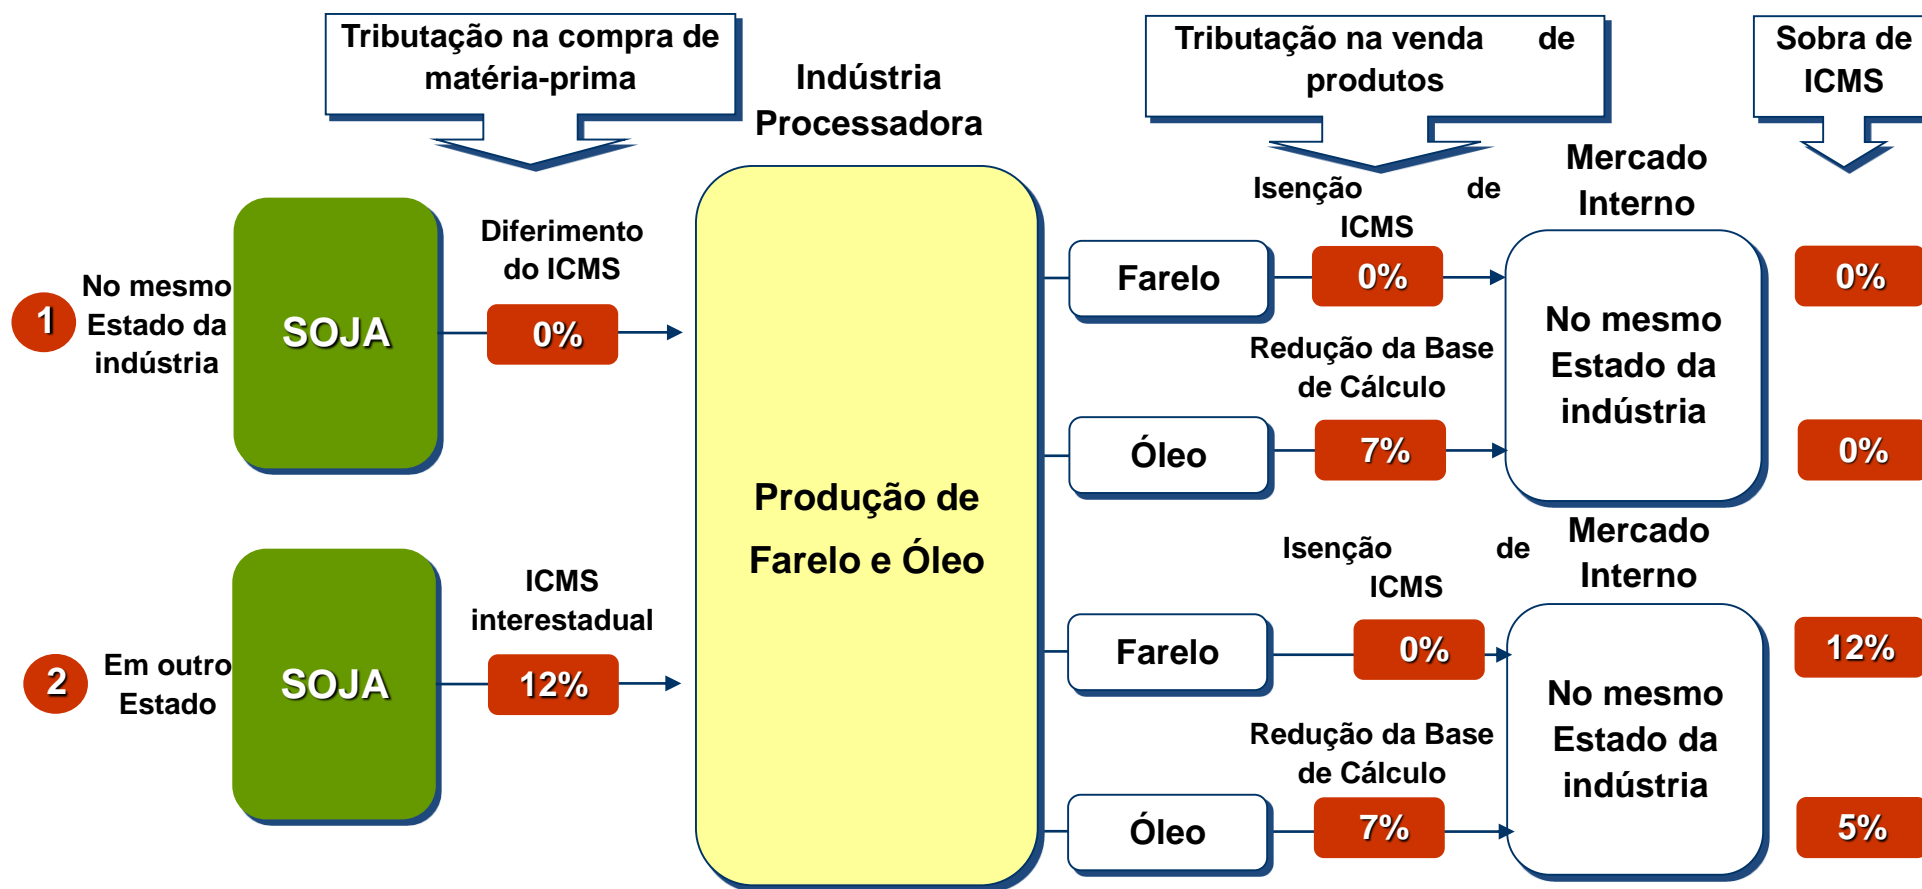 Tributação na compra de
matéria-prima
Indústria
Processadora
Tributação na venda de
produtos
Sobra de
ICMS
1
No mesmo
Estado da
indústria
SOJA
Diferimento
do ICMS
0%
Produção de
Farelo e Óleo
Farelo
Isenção de
ICMS
0%
Mercado
Interno
No mesmo
Estado da
indústria
0%
Óleo
Redução da Base
de Cálculo
7%
0%
2
Em outro
Estado
SOJA
ICMS
interestadual
12%
Farelo
Isenção de
ICMS
0%
Mercado
Interno
No mesmo
Estado da
indústria
12%
Óleo
Redução da Base
de Cálculo
7%
5%